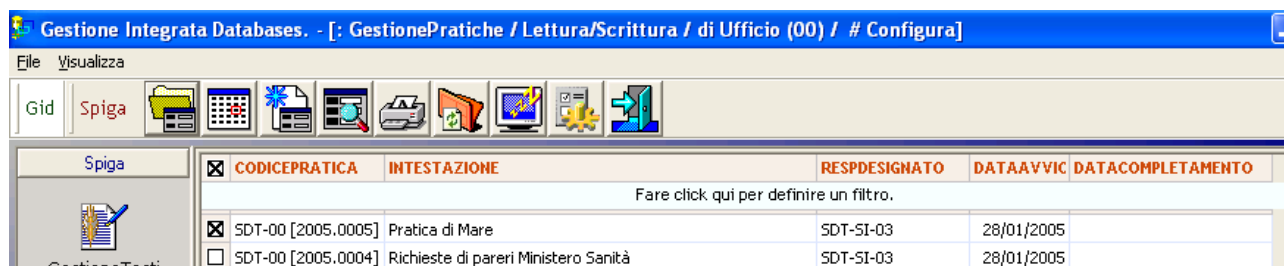 Gestione Integrata Databases. - [: GestionePratiche / Lettura/Scrittura / di Ufficio (00) / # Configura]
File Visualizza
Gid Spiga
Spiga CODICEPRATICA INTESTAZIONE RESPDESIGNATO DATAAVVIC DATACOMPLETAMENTO
Fare click qui per definire un filtro.
SDT-00 [2005.0005] Pratica di Mare SDT-SI-03 28/01/2005
SDT-00 [2005.0004] Richieste di pareri Ministero Sanità SDT-SI-03 28/01/2005